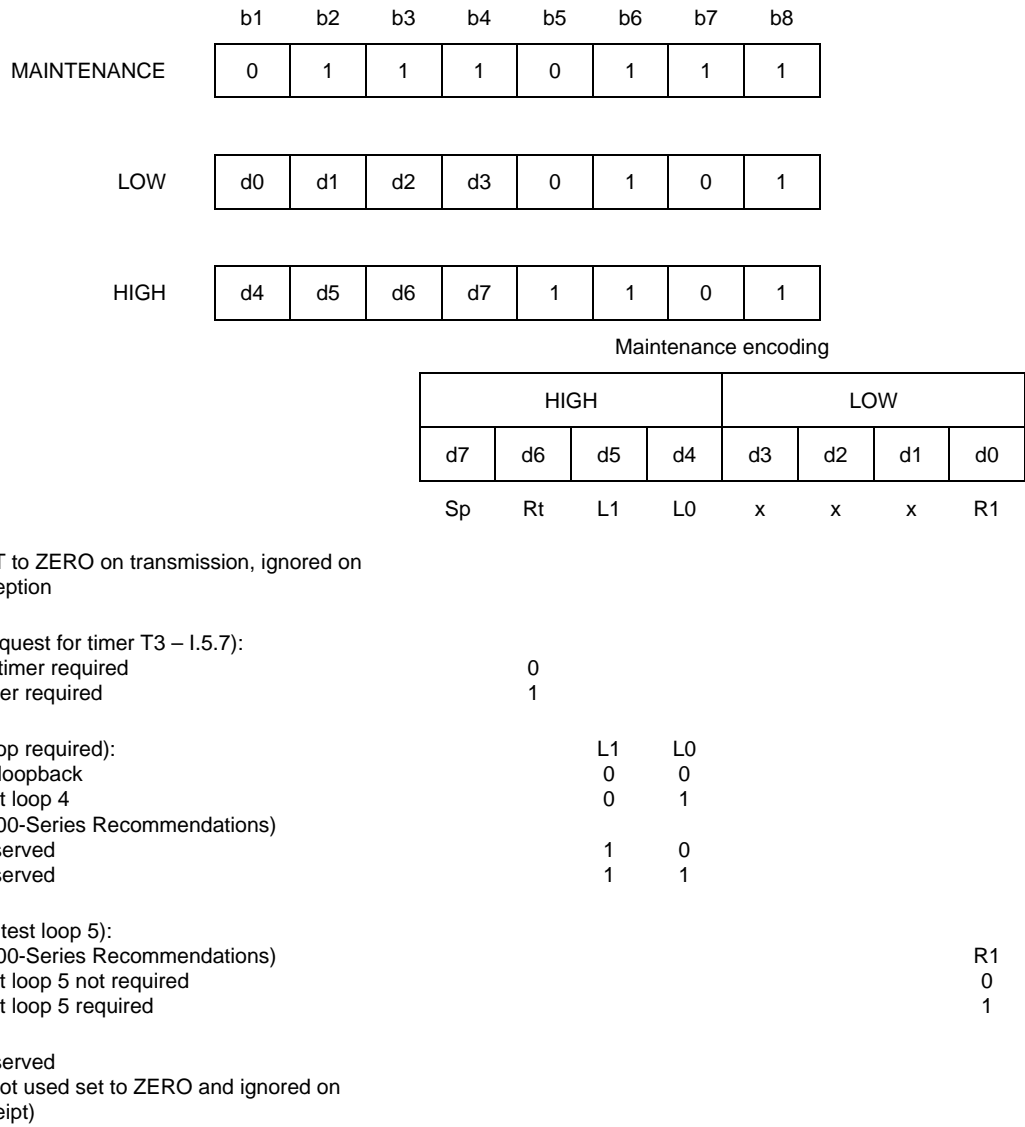 b1 b2 b3 b4 b5 b6 b7 b8
MAINTENANCE 0 1 1 1 0 1 1 1
LOW d0 d1 d2 d3 0 1 0 1
HIGH d4 d5 d6 d7 1 1 0 1
Maintenance encoding
HIGH LOW
d7 d6 d5 d4 d3 d2 d1 d0
Sp Rt L1 L0 x x x R1
T to ZERO on transmission, ignored on
eption
quest for timer T3 – I.5.7):
timer required 0
er required 1
op required): L1 L0
loopback 0 0
t loop 4 0 1
00-Series Recommendations)
served 1 0
served 1 1
test loop 5):
00-Series Recommendations) R1
t loop 5 not required 0
t loop 5 required 1
served
ot used set to ZERO and ignored on
eipt)